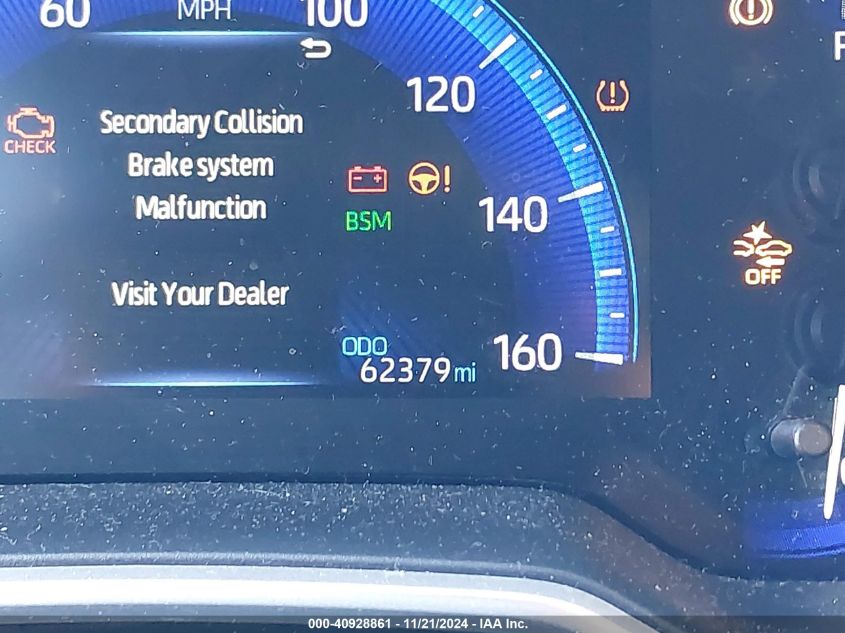 60 MPH 100
120
Secondary Collision
CHECK
Brake system
Malfunction
140
BSM
OFF
Visit Your Dealer
ODO
160
62379 mi
000-40928861 - 11/21/2024 - IAA Inc.